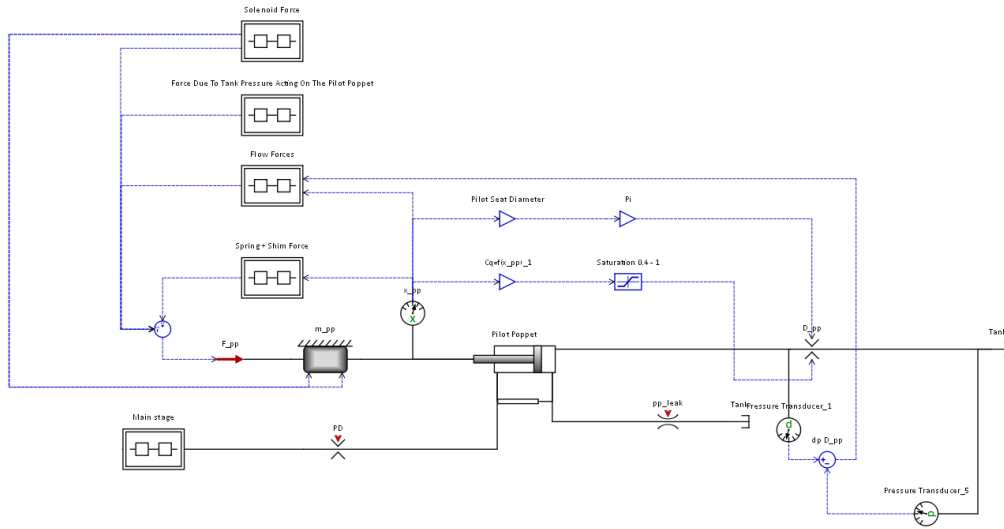 Solenoid Force
Force Due To Tank Pressure Acting On The Pilot Poppet
Flow Forces
Pilot Seat Diameter
Pi
Spring + Shim Force
Cq=f(x_pp)_1
Saturation 0.4 - 1
x_pp
x
D_pp
Tank
m_pp
Pilot Poppet
F_pp
Main stage
PD
pp_leak
Tank
Pressure Transducer_1
d
dp D_pp
Pressure Transducer_5
p